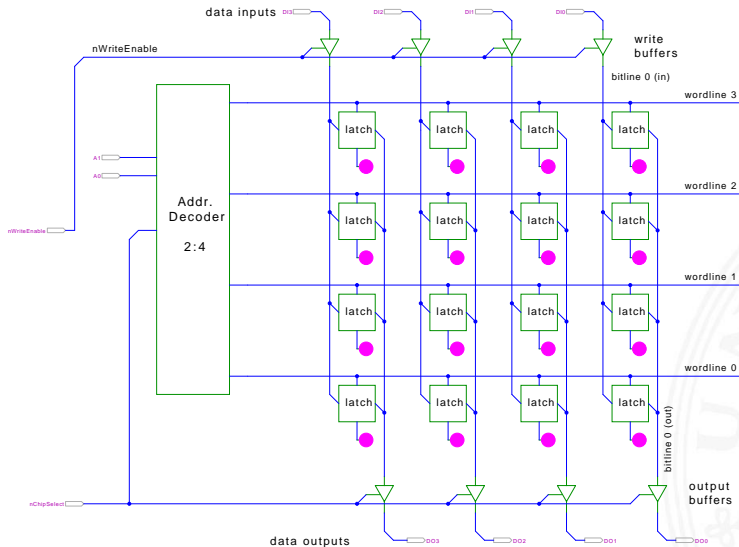 data inputs
DI3
DI2
DI1
DI0
nWriteEnable
write
buffers
bitline 0 (in)
wordline 3
latch latch latch latch
A1
A0
Addr.
Decoder
2:4
wordline 2
latch latch latch latch
nWriteEnable
wordline 1
latch latch latch latch
wordline 0
latch latch latch latch
bitline 0 (out)
nChipSelect
output
buffers
data outputs
DO3
DO2
DO1
DO0